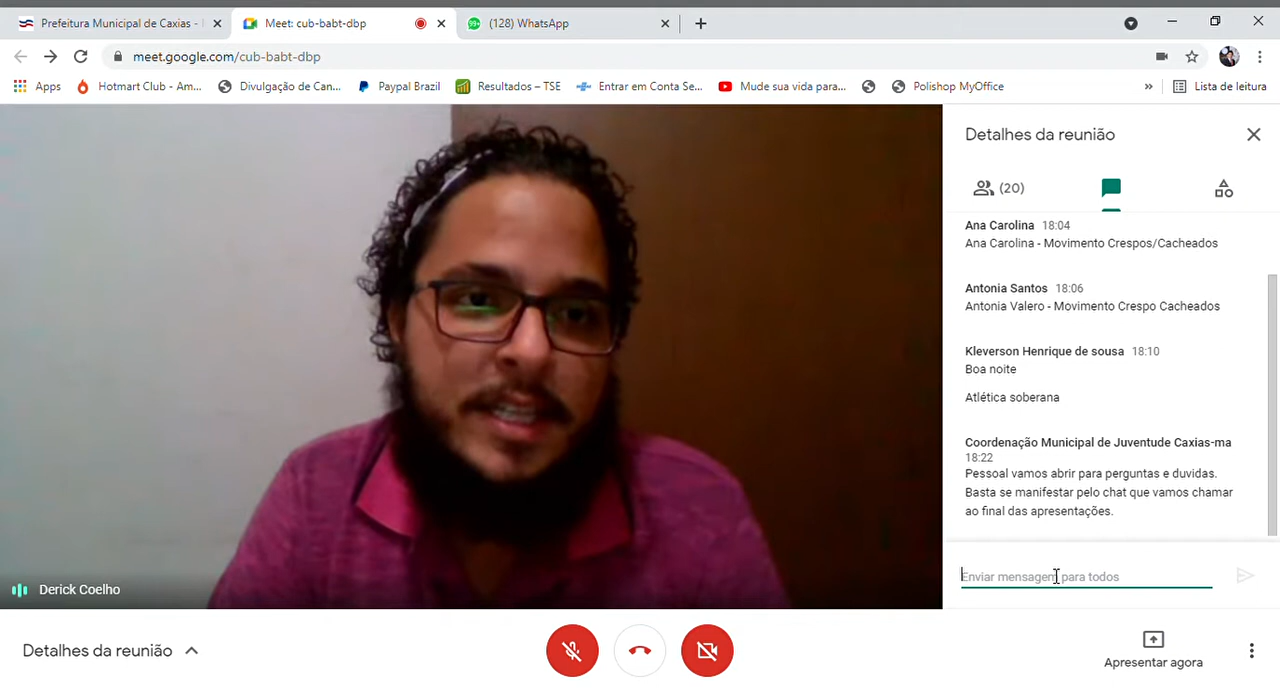 Prefeitura Municipal de Caxias -
Meet: cub-babt-dbp
99+
(128) WhatsApp
meet.google.com/cub-babt-dbp
Apps
Hotmart Club - Am...
Divulgação de Can...
Paypal Brazil
Resultados – TSE
Entrar em Conta Se...
Mude sua vida para...
Polishop MyOffice
»
Lista de leitura
Detalhes da reunião
(20)
Ana Carolina 18:04
Ana Carolina - Movimento Crespos/Cacheados
Antonia Santos 18:06
Antonia Valero - Movimento Crespo Cacheados
Kleverson Henrique de sousa 18:10
Boa noite
Atlética soberana
Coordenação Municipal de Juventude Caxias-ma
18:22
Pessoal vamos abrir para perguntas e duvidas.
Basta se manifestar pelo chat que vamos chamar
ao final das apresentações.
Enviar mensagem para todos
Derick Coelho
Detalhes da reunião
Apresentar agora